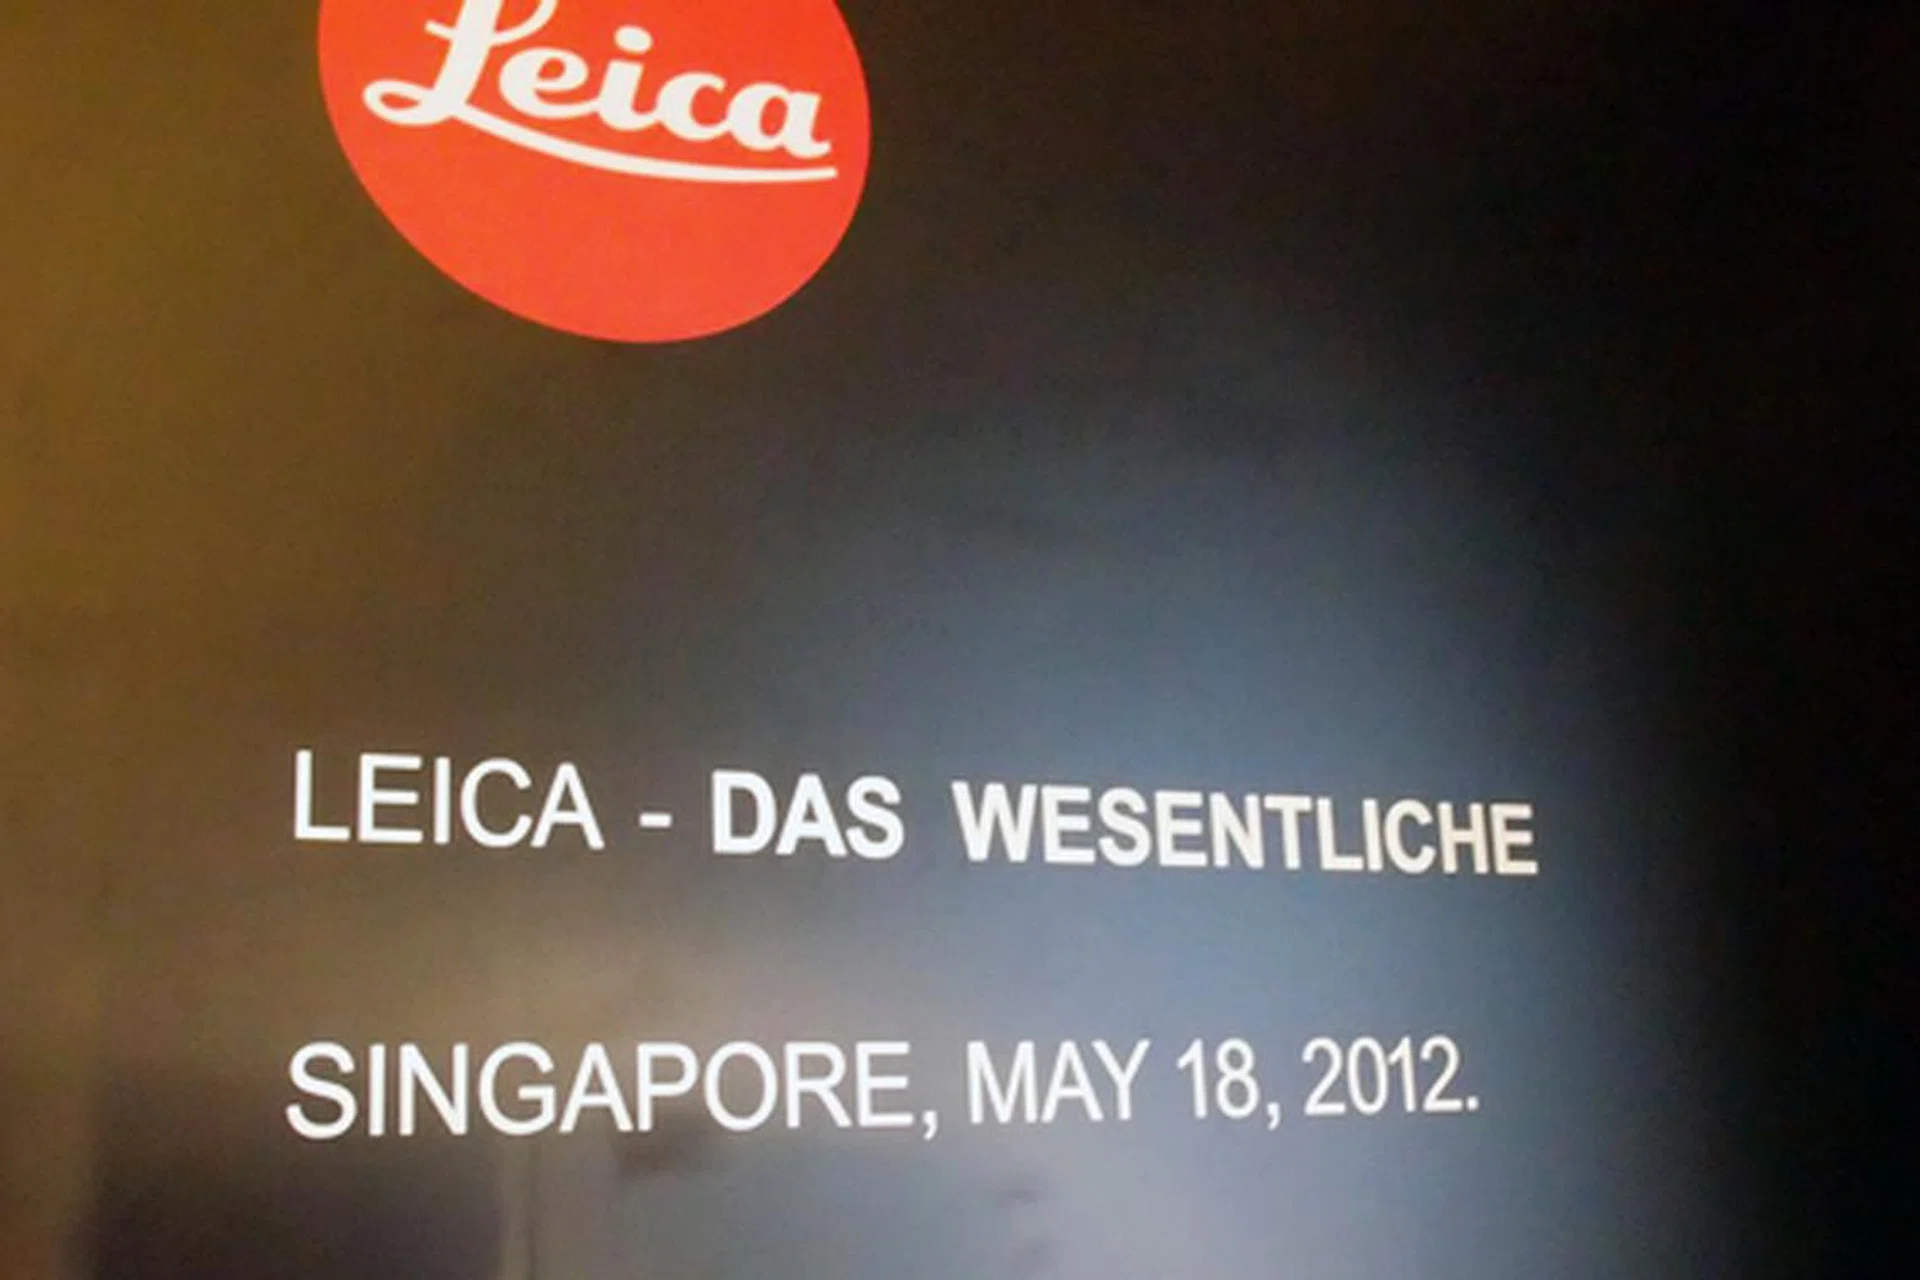 Leica
LEICA - DAS WESENTLICHE
SINGAPORE, MAY 18, 2012.